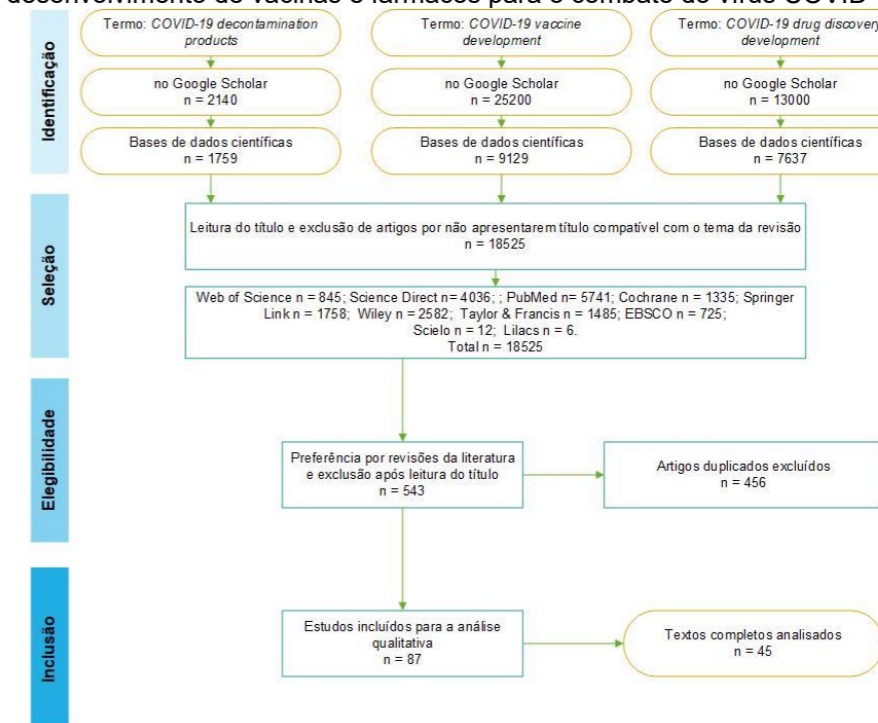 desenvolvimento de vacinas e fármacos para o combate do vírus COVID
Identificação
Termo: COVID-19 decontamination
products
Termo: COVID-19 vaccine
development
Termo: COVID-19 drug discovery
development
no Google Scholar
n = 2140
no Google Scholar
n = 25200
no Google Scholar
n = 13000
Bases de dados científicas
n = 1759
Bases de dados científicas
n = 9129
Bases de dados científicas
n = 7637
Seleção
Leitura do título e exclusão de artigos por não apresentarem título compatível com o tema da revisão
n = 18525
Web of Science n = 845; Science Direct n= 4036; ; PubMed n= 5741; Cochrane n = 1335; Springer
Link n = 1758; Wiley n = 2582; Taylor & Francis n = 1485; EBSCO n = 725;
Scielo n = 12; Lilacs n = 6.
Total n = 18525
Elegibilidade
Preferência por revisões da literatura
e exclusão após leitura do título
n = 543
Artigos duplicados excluídos
n = 456
Inclusão
Estudos incluídos para a análise
qualitativa
n = 87
Textos completos analisados
n = 45